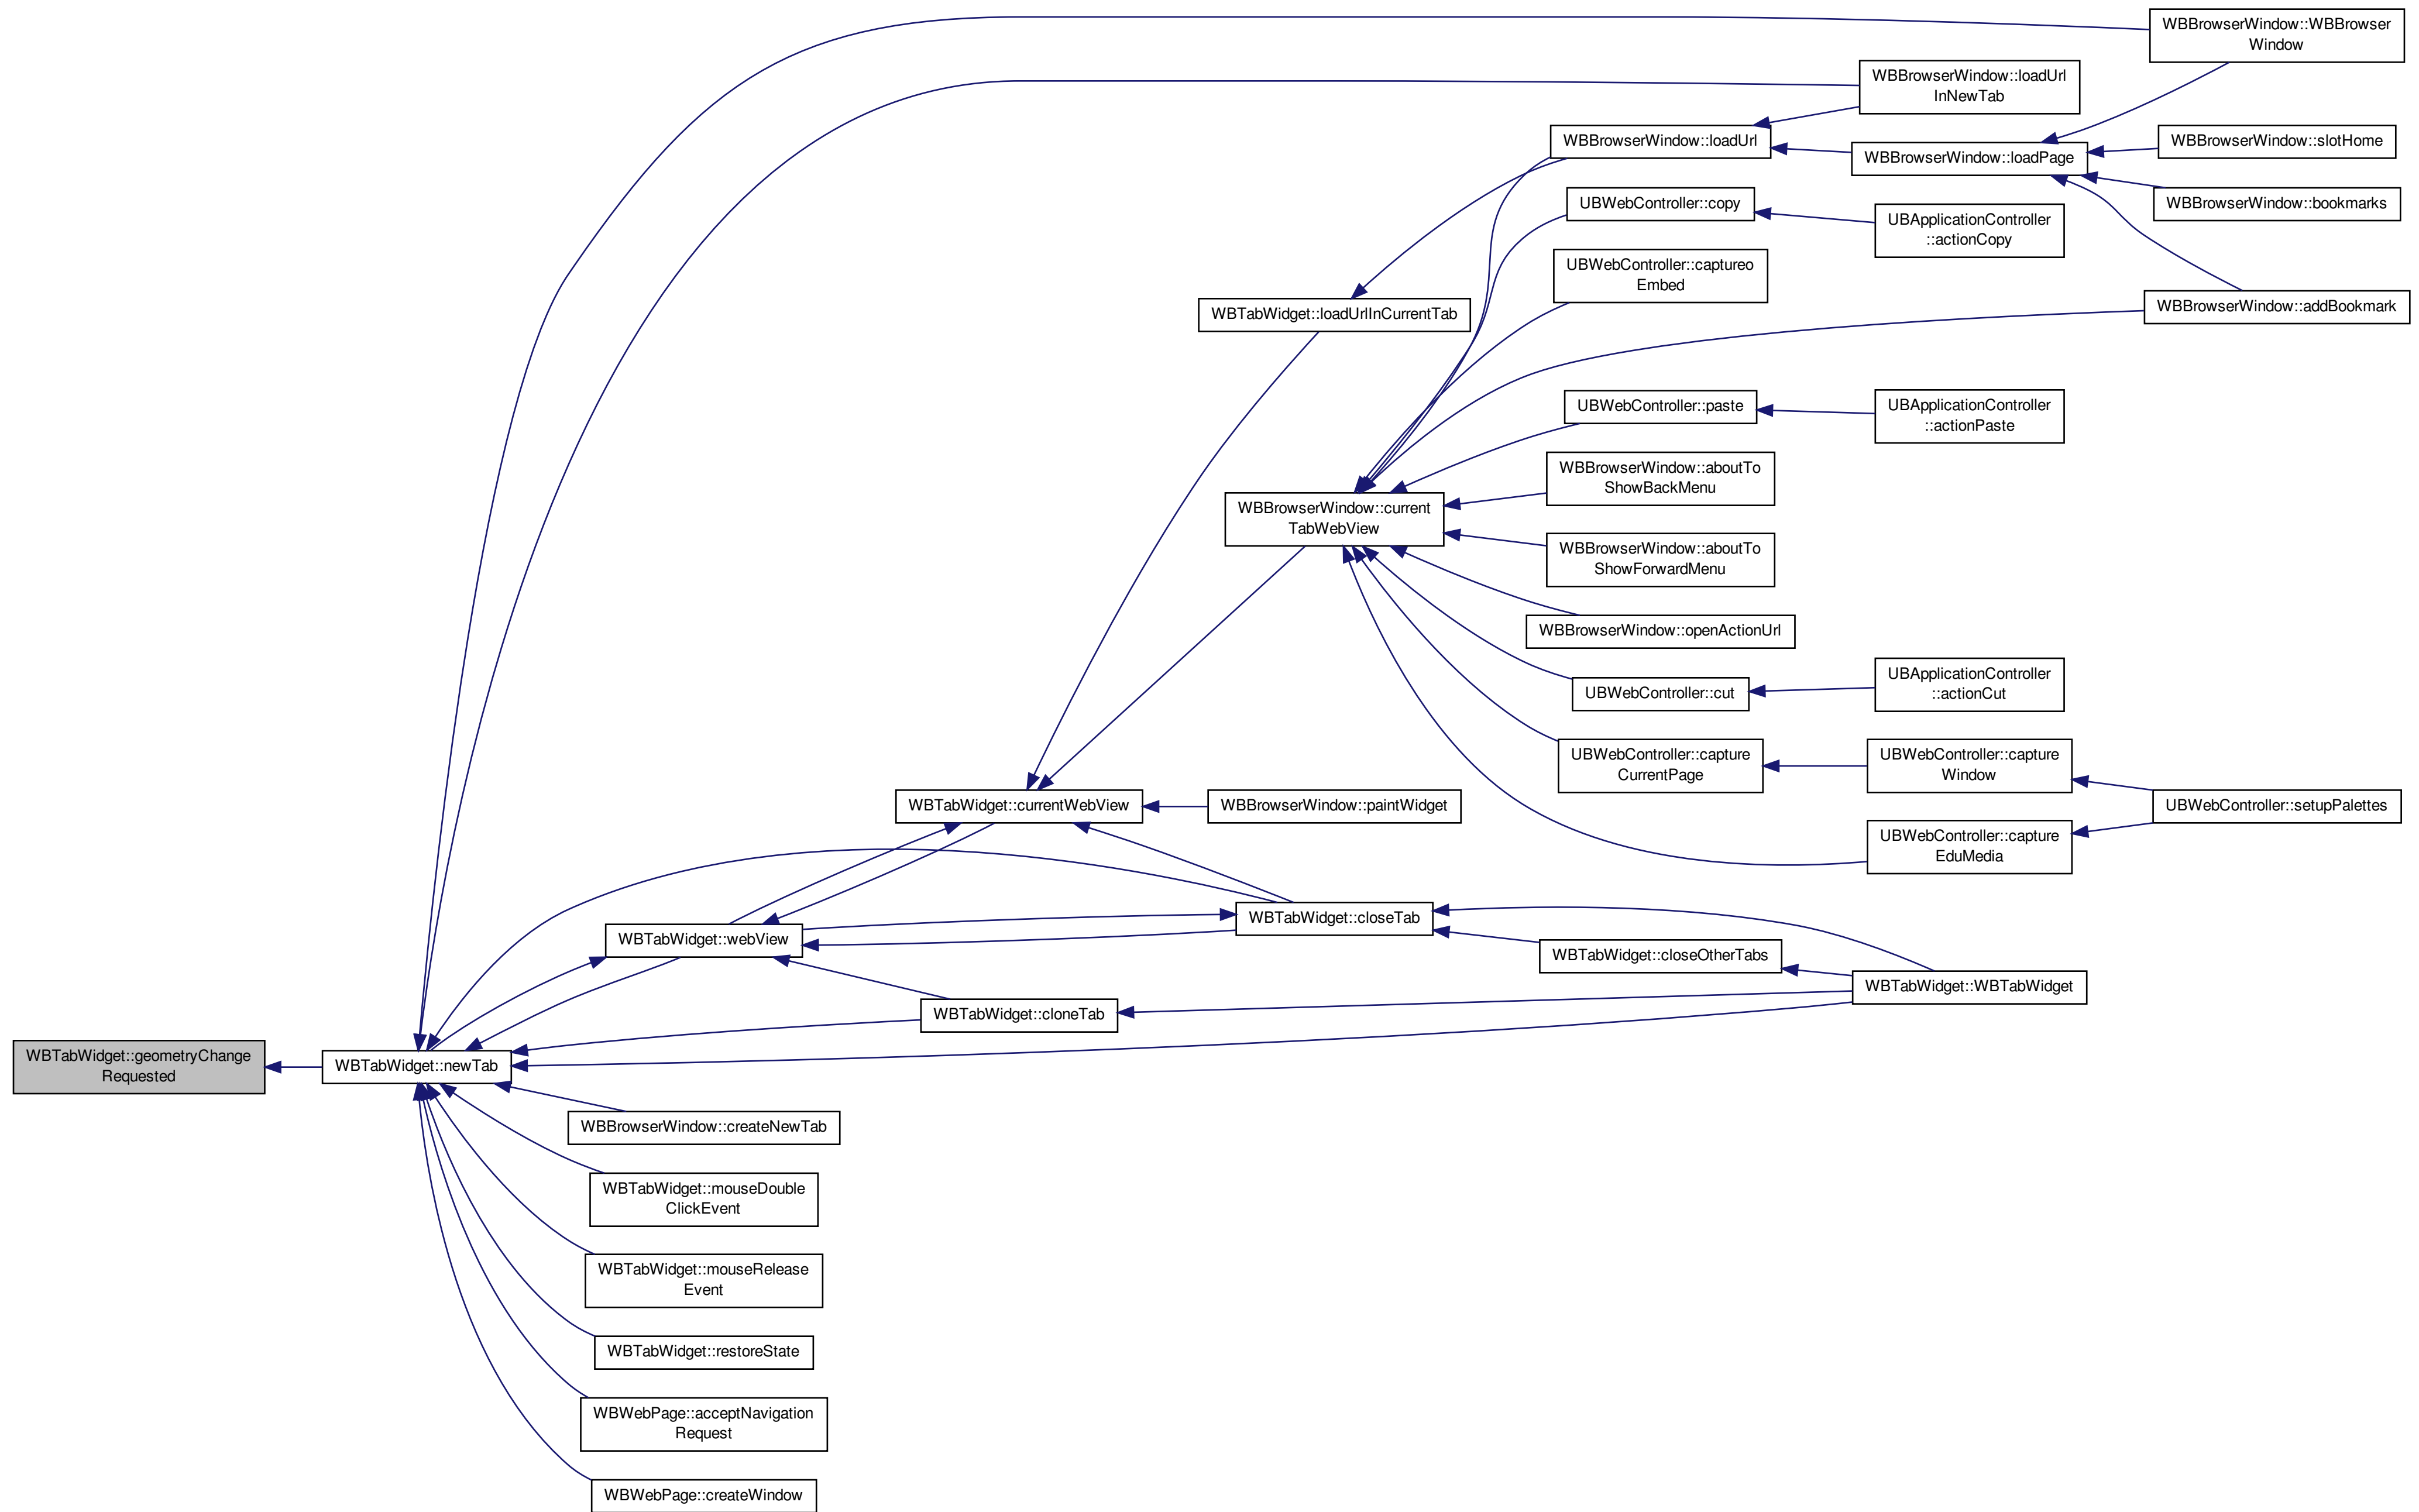 WBBrowserWindow::WBBrowser
Window
WBBrowserWindow::loadUrl
InNewTab
WBBrowserWindow::loadUrl
WBBrowserWindow::slotHome
WBBrowserWindow::loadPage
UBWebController::copy
WBBrowserWindow::bookmarks
UBApplicationController
::actionCopy
UBWebController::captureo
Embed
WBTabWidget::loadUrlInCurrentTab
WBBrowserWindow::addBookmark
UBWebController::paste
UBApplicationController
::actionPaste
WBBrowserWindow::aboutTo
ShowBackMenu
WBBrowserWindow::current
TabWebView
WBBrowserWindow::aboutTo
ShowForwardMenu
WBBrowserWindow::openActionUrl
UBWebController::cut
UBApplicationController
::actionCut
UBWebController::capture
CurrentPage
UBWebController::capture
Window
WBTabWidget::currentWebView
WBBrowserWindow::paintWidget
UBWebController::setupPalettes
UBWebController::capture
EduMedia
WBTabWidget::closeTab
WBTabWidget::webView
WBTabWidget::closeOtherTabs
WBTabWidget::WBTabWidget
WBTabWidget::cloneTab
WBTabWidget::geometryChange
Requested
WBTabWidget::newTab
WBBrowserWindow::createNewTab
WBTabWidget::mouseDouble
ClickEvent
WBTabWidget::mouseRelease
Event
WBTabWidget::restoreState
WBWebPage::acceptNavigation
Request
WBWebPage::createWindow